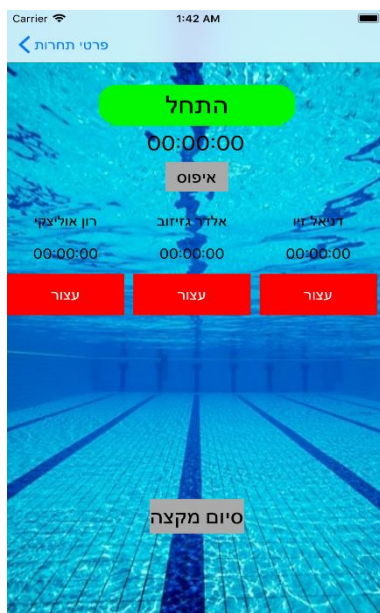 Carrier 1:42 AM
פרטי תחרות
התחל
00:00:00
איפוס
דניאל זיו אלדר גזיזוב רון אוליצקי
00:00:00 00:00:00 00:00:00
עצור עצור עצור
סיום מקצה